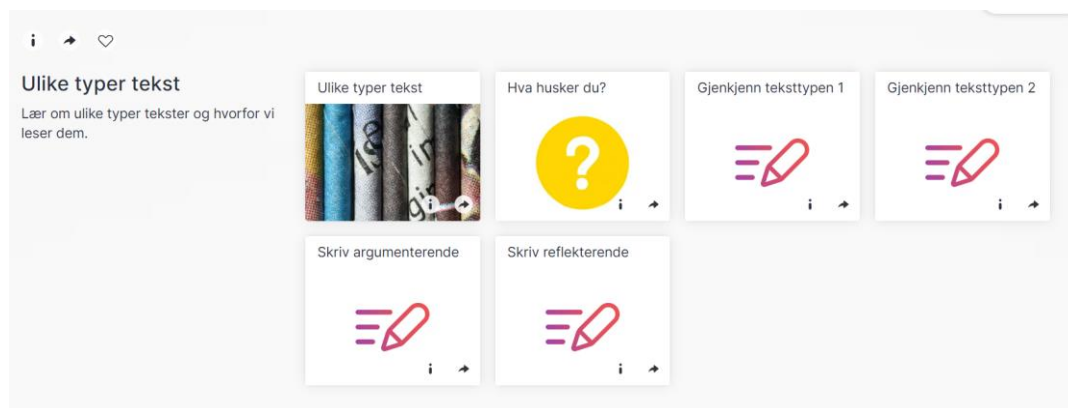 Ulike typer tekst
Lær om ulike typer tekster og hvorfor vi
leser dem.
Ulike typer tekst
Hva husker du?
?
Gjenkjenn teksttypen 1
Gjenkjenn teksttypen 2
Skriv argumenterende
Skriv reflekterende